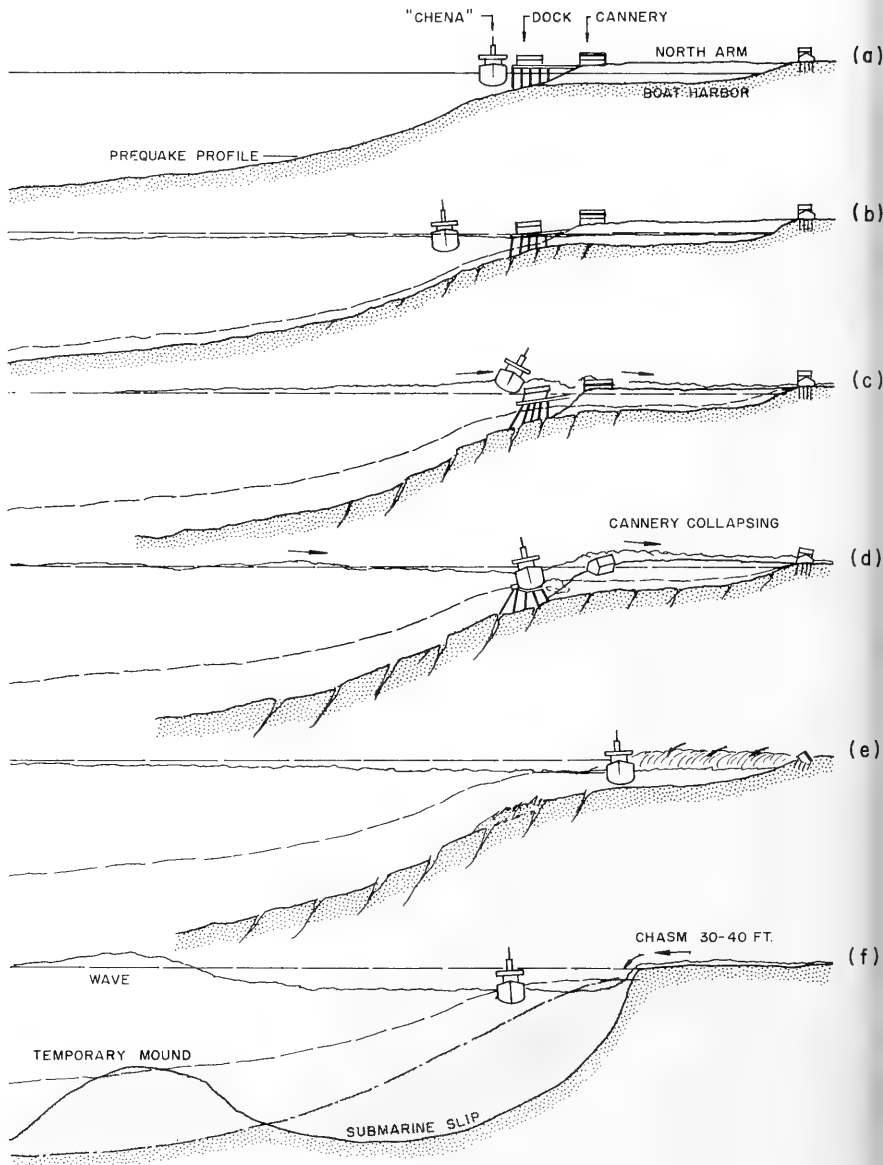 "CHENA" DOCK CANNERY
NORTH ARM
(a)
BOAT HARBOR
PREQUAKE PROFILE
(b)
(c)
CANNERY COLLAPSING
(d)
(e)
CHASM 30-40 FT.
(f)
WAVE
TEMPORARY MOUND
SUBMARINE SLIP